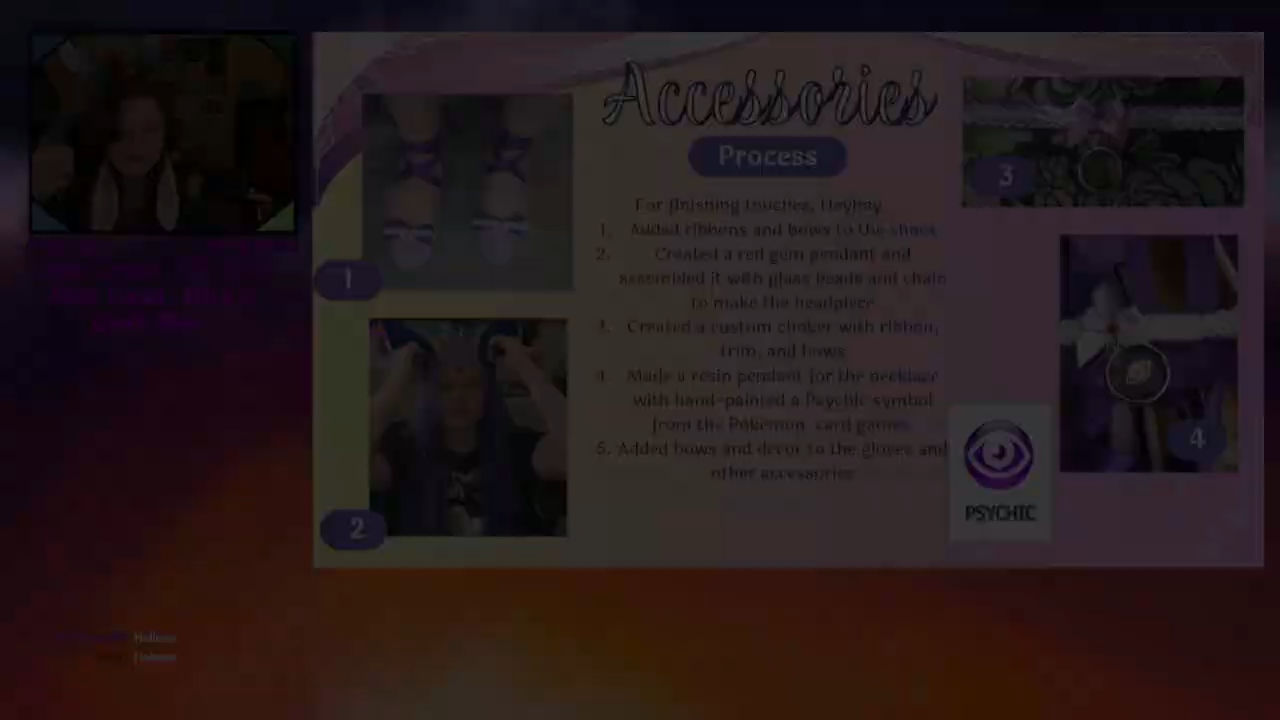 Accessories
Process
For finishing touches, Heyhay
1. Added ribbons and bows to the shoes
2. Created a red gem pendant and
assembled it with glass beads and chain
to make the headpiece
3. Created a custom choker with ribbon,
trim, and bows
4. Made a resin pendant for the necklace
with hand-painted a Psychic symbol
from the Pokémon card games
5. Added bows and decor to the gloves and
other accessories
1
2
3
4
PSYCHIC